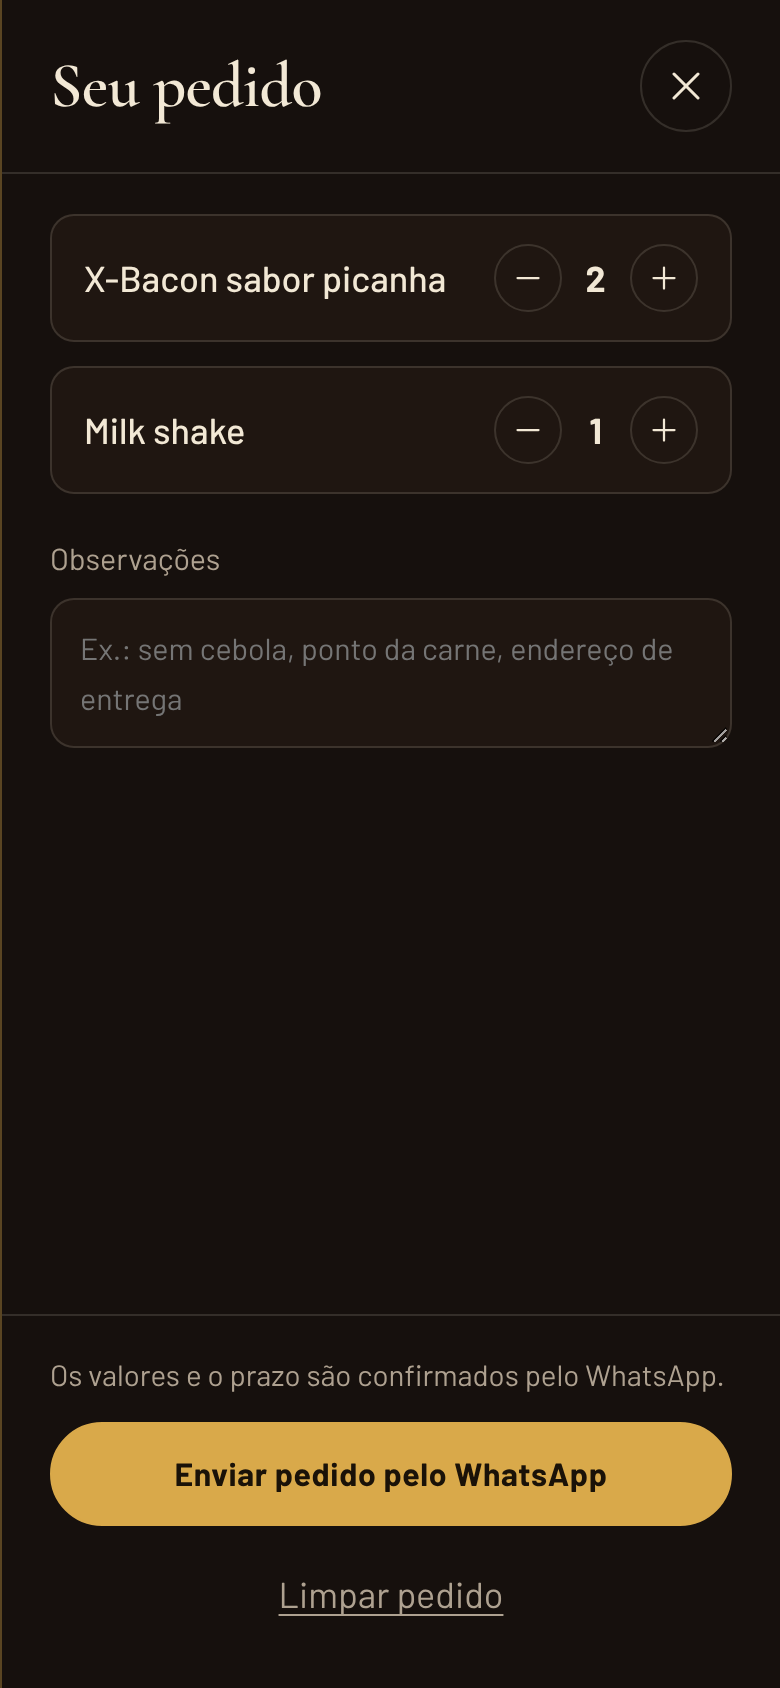 Seu pedido
X-Bacon sabor picanha − 2 +
Milk shake − 1 +
Observações
Ex.: sem cebola, ponto da carne, endereço de
entrega
Os valores e o prazo são confirmados pelo WhatsApp.
Enviar pedido pelo WhatsApp
Limpar pedido